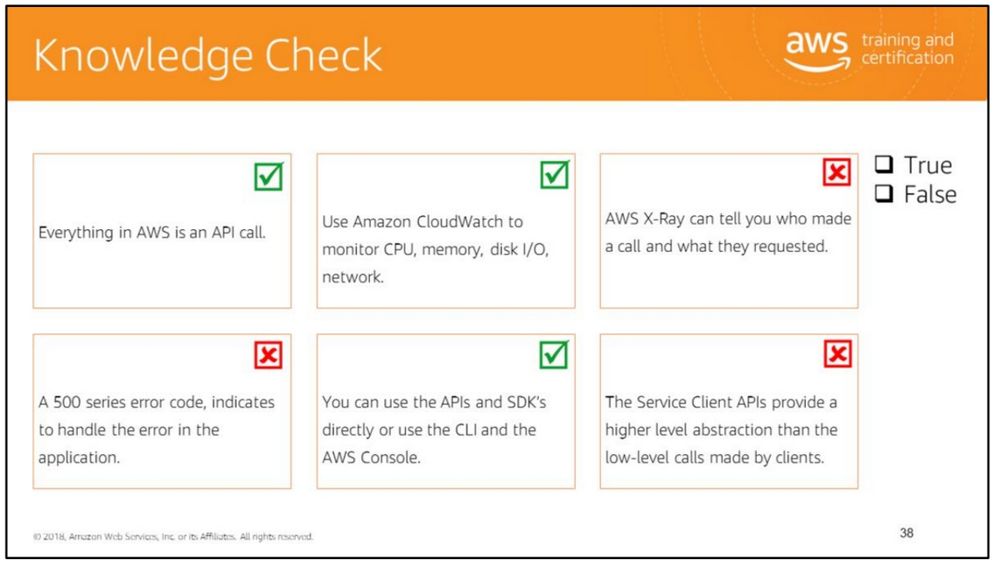 Knowledge Check
aws training and
certification
Everything in AWS is an API call.
Use Amazon CloudWatch to
monitor CPU, memory, disk I/O,
network.
AWS X-Ray can tell you who made
a call and what they requested.
True
False
A 500 series error code, indicates
to handle the error in the
application.
You can use the APIs and SDK's
directly or use the CLI and the
AWS Console.
The Service Client APIs provide a
higher level abstraction than the
low-level calls made by clients.
© 2018, Amazon Web Services, Inc. or its Affiliates. All rights reserved.
38